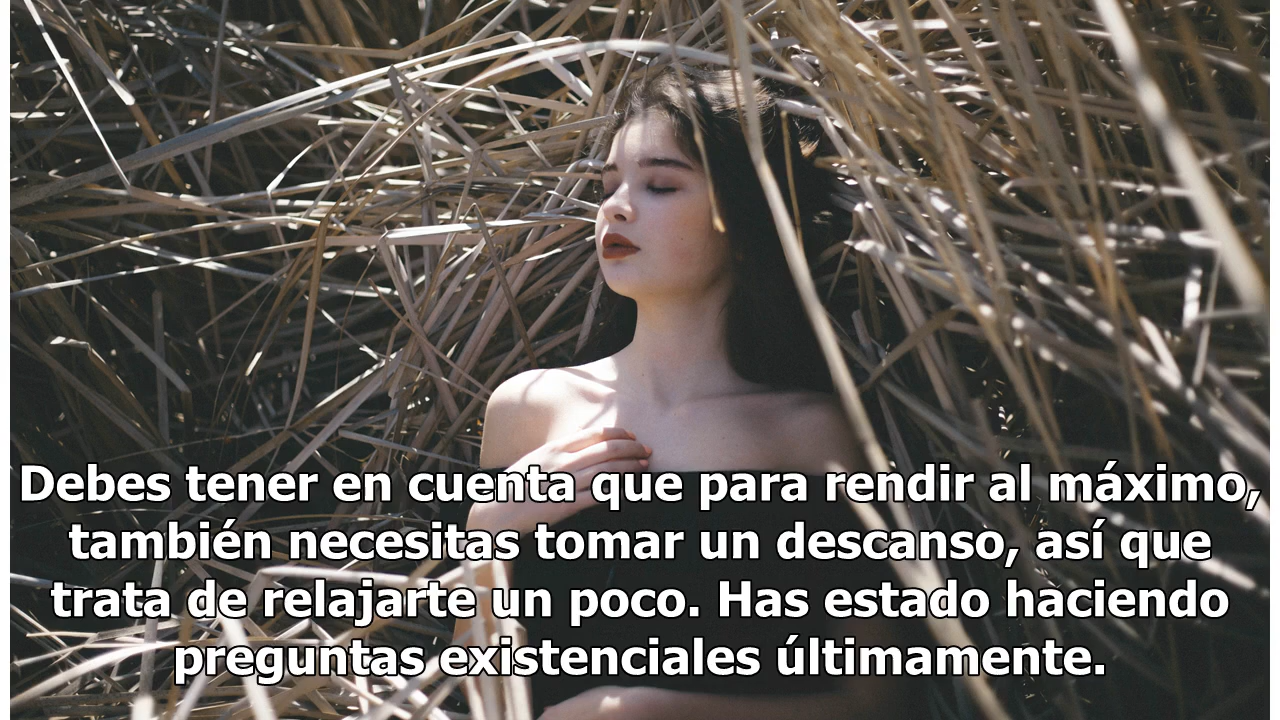 Debes tener en cuenta que para rendir al máximo,
también necesitas tomar un descanso, así que
trata de relajarte un poco. Has estado haciendo
preguntas existenciales últimamente.